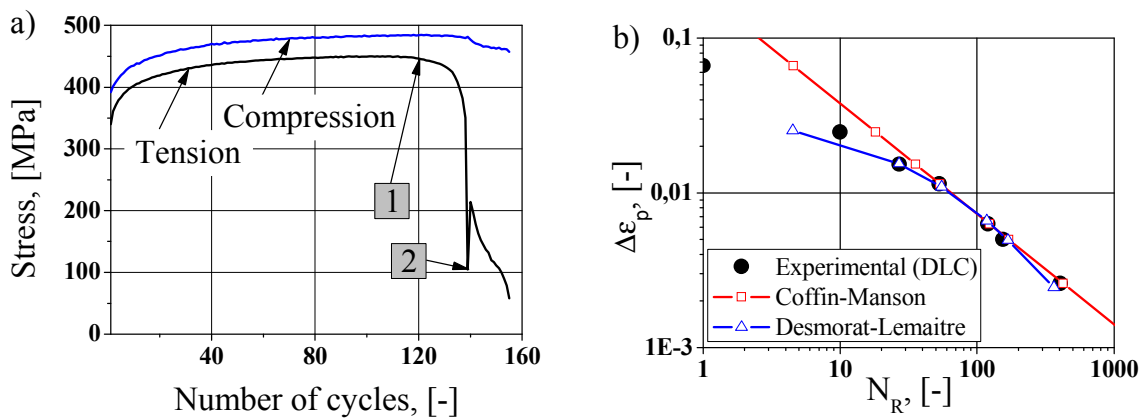 a)
500
400
300
200
100
0
Stress, [MPa]
Tension
Compression
1
2
40
80
120
160
Number of cycles, [-]
b)
0,1
0,01
1E-3
Δε_p, [-]
Experimental (DLC)
Coffin-Manson
Desmorat-Lemaitre
1
10
100
1000
N_R, [-]